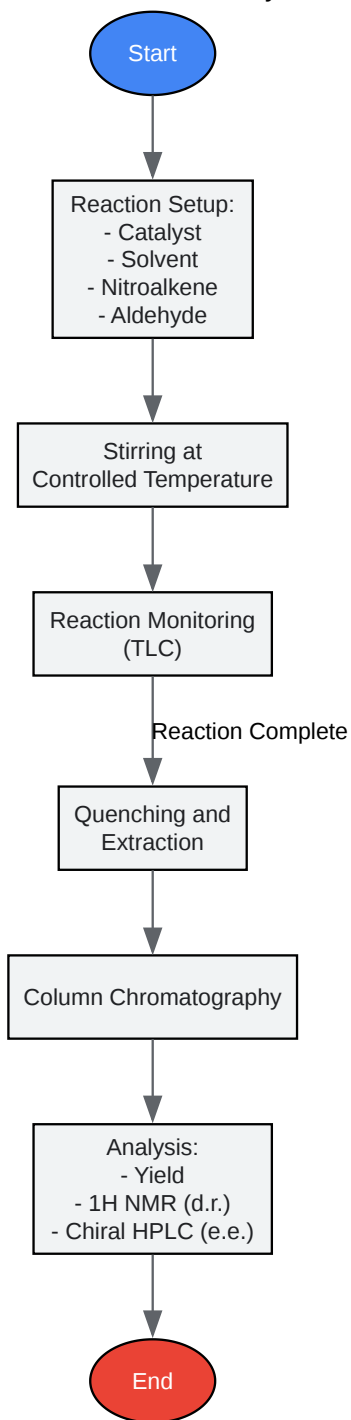 Start
Reaction Setup:
- Catalyst
- Solvent
- Nitroalkene
- Aldehyde
Stirring at
Controlled Temperature
Reaction Monitoring
(TLC)
Reaction Complete
Quenching and
Extraction
Column Chromatography
Analysis:
- Yield
- 1H NMR (d.r.)
- Chiral HPLC (e.e.)
End